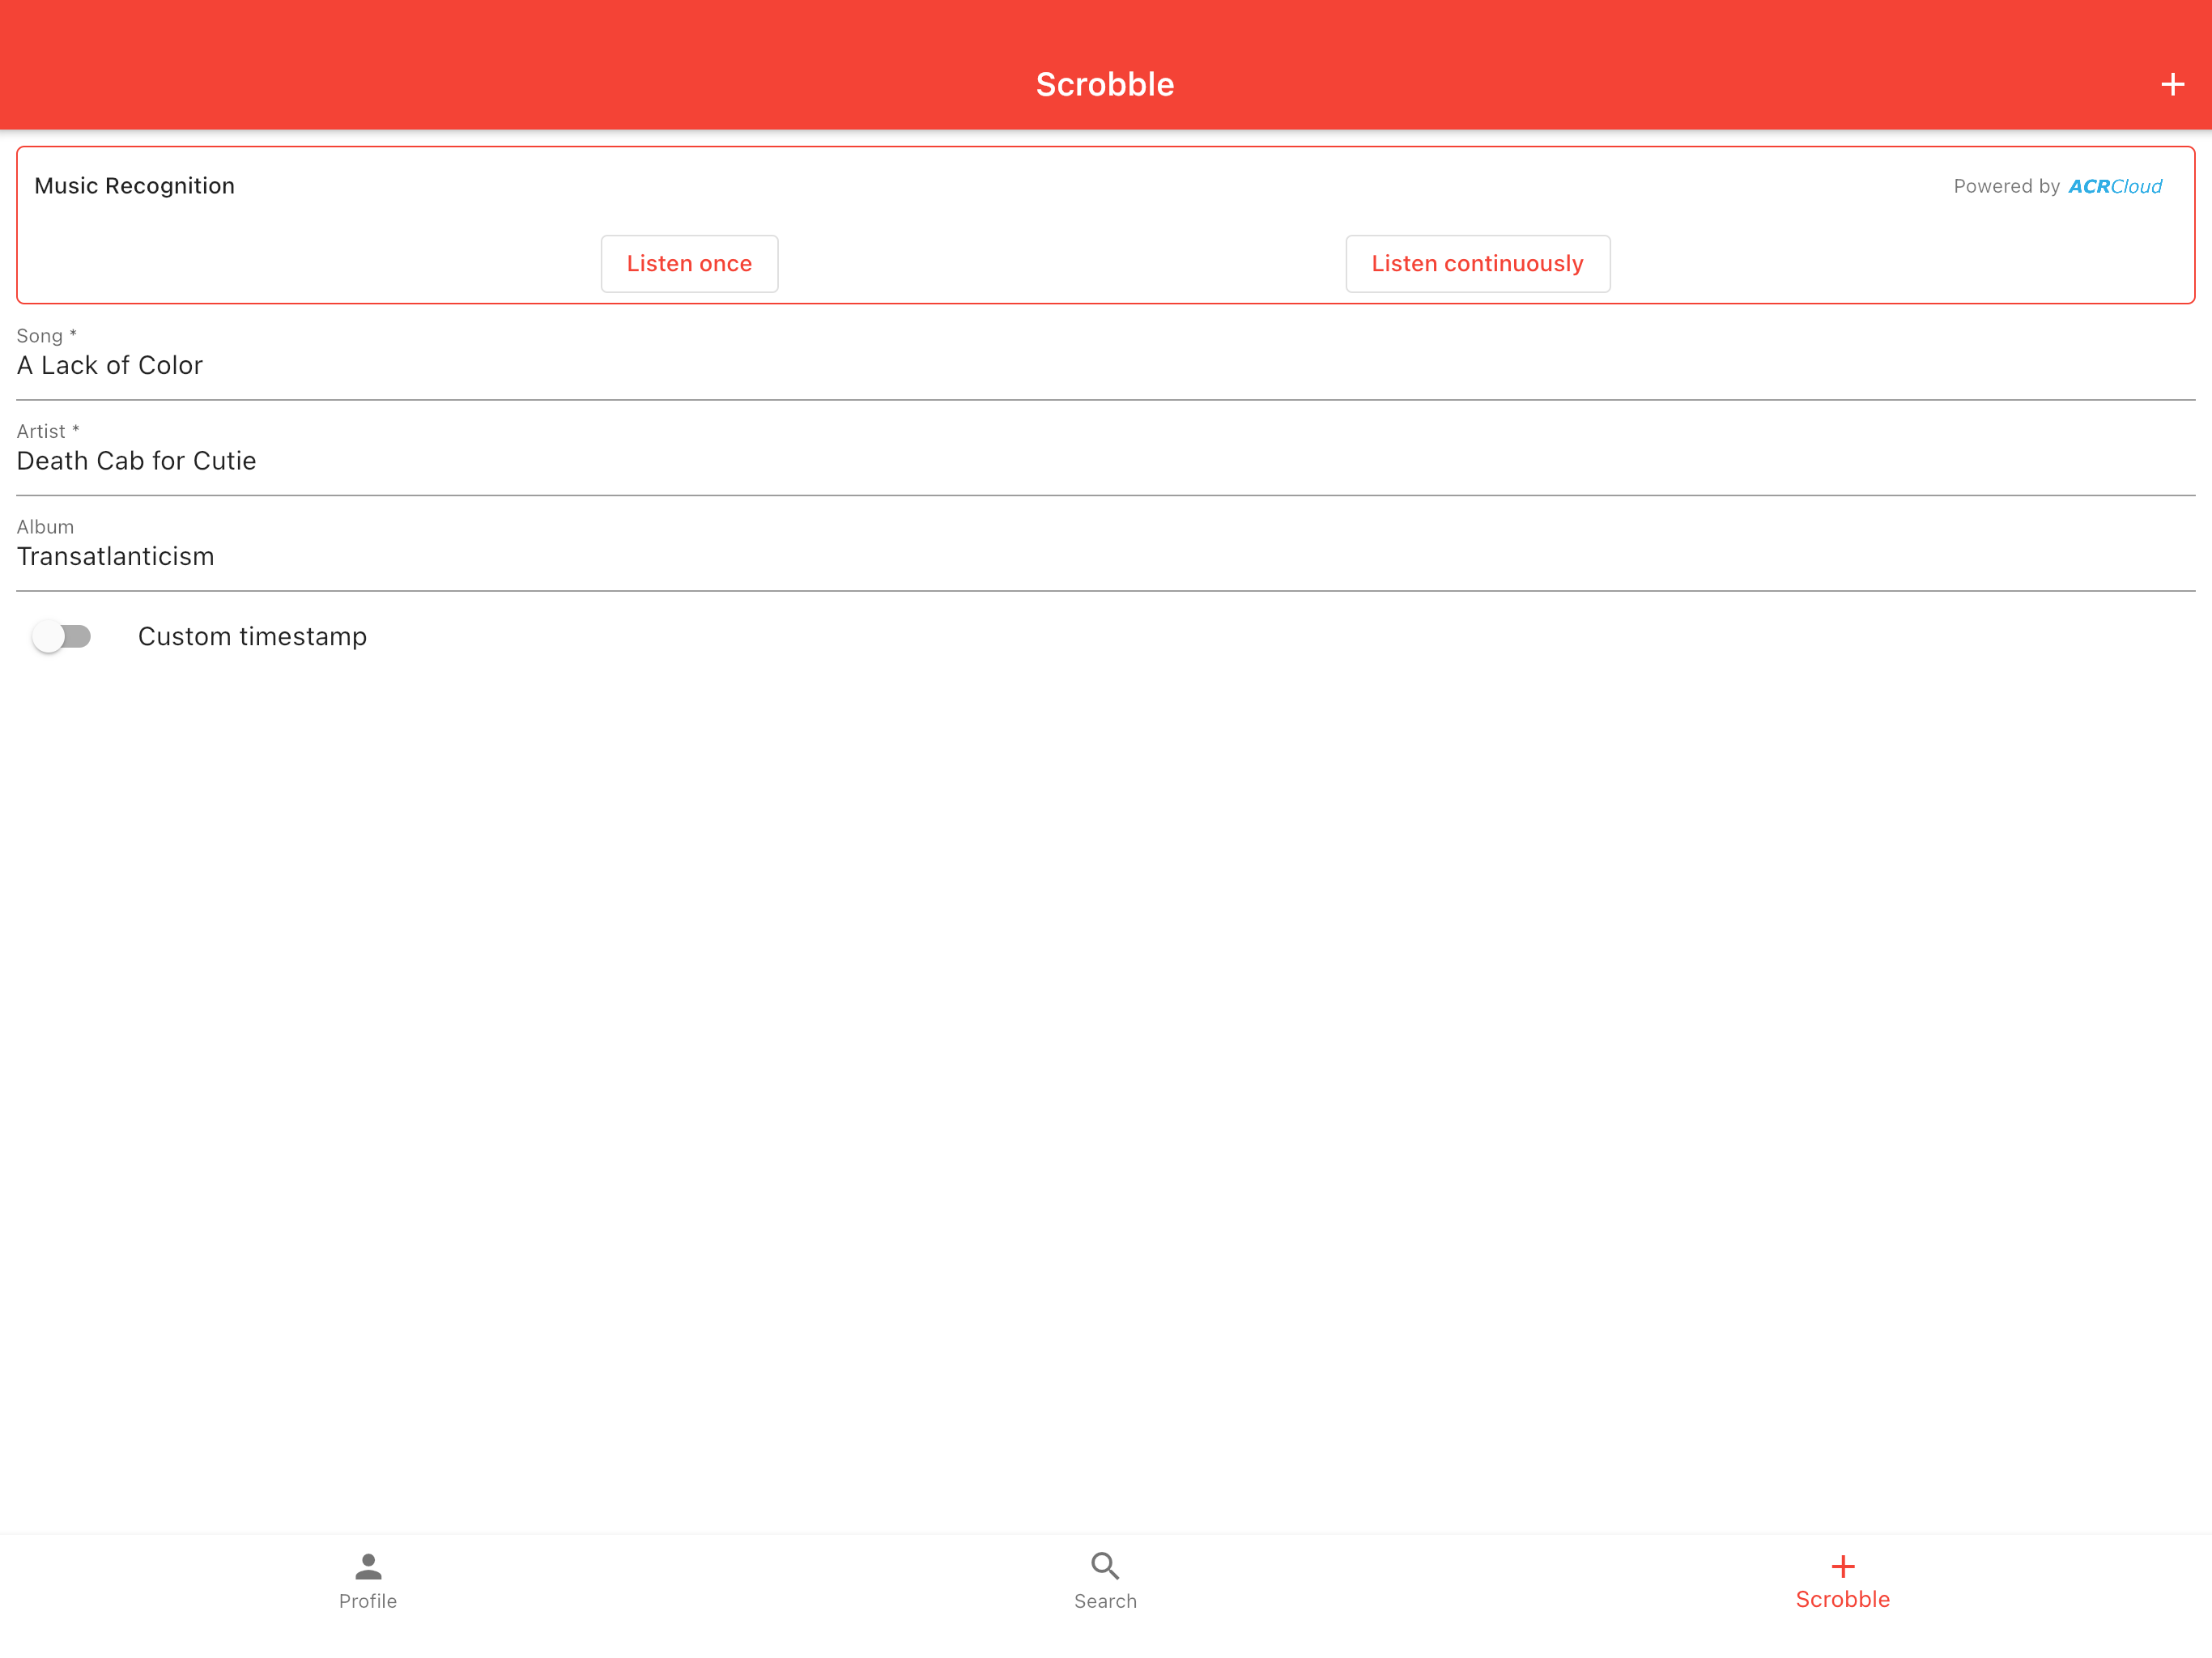 Scrobble
Music Recognition
Powered by ACRCloud
Listen once
Listen continuously
Song *
A Lack of Color
Artist *
Death Cab for Cutie
Album
Transatlanticism
Custom timestamp
Profile
Search
Scrobble